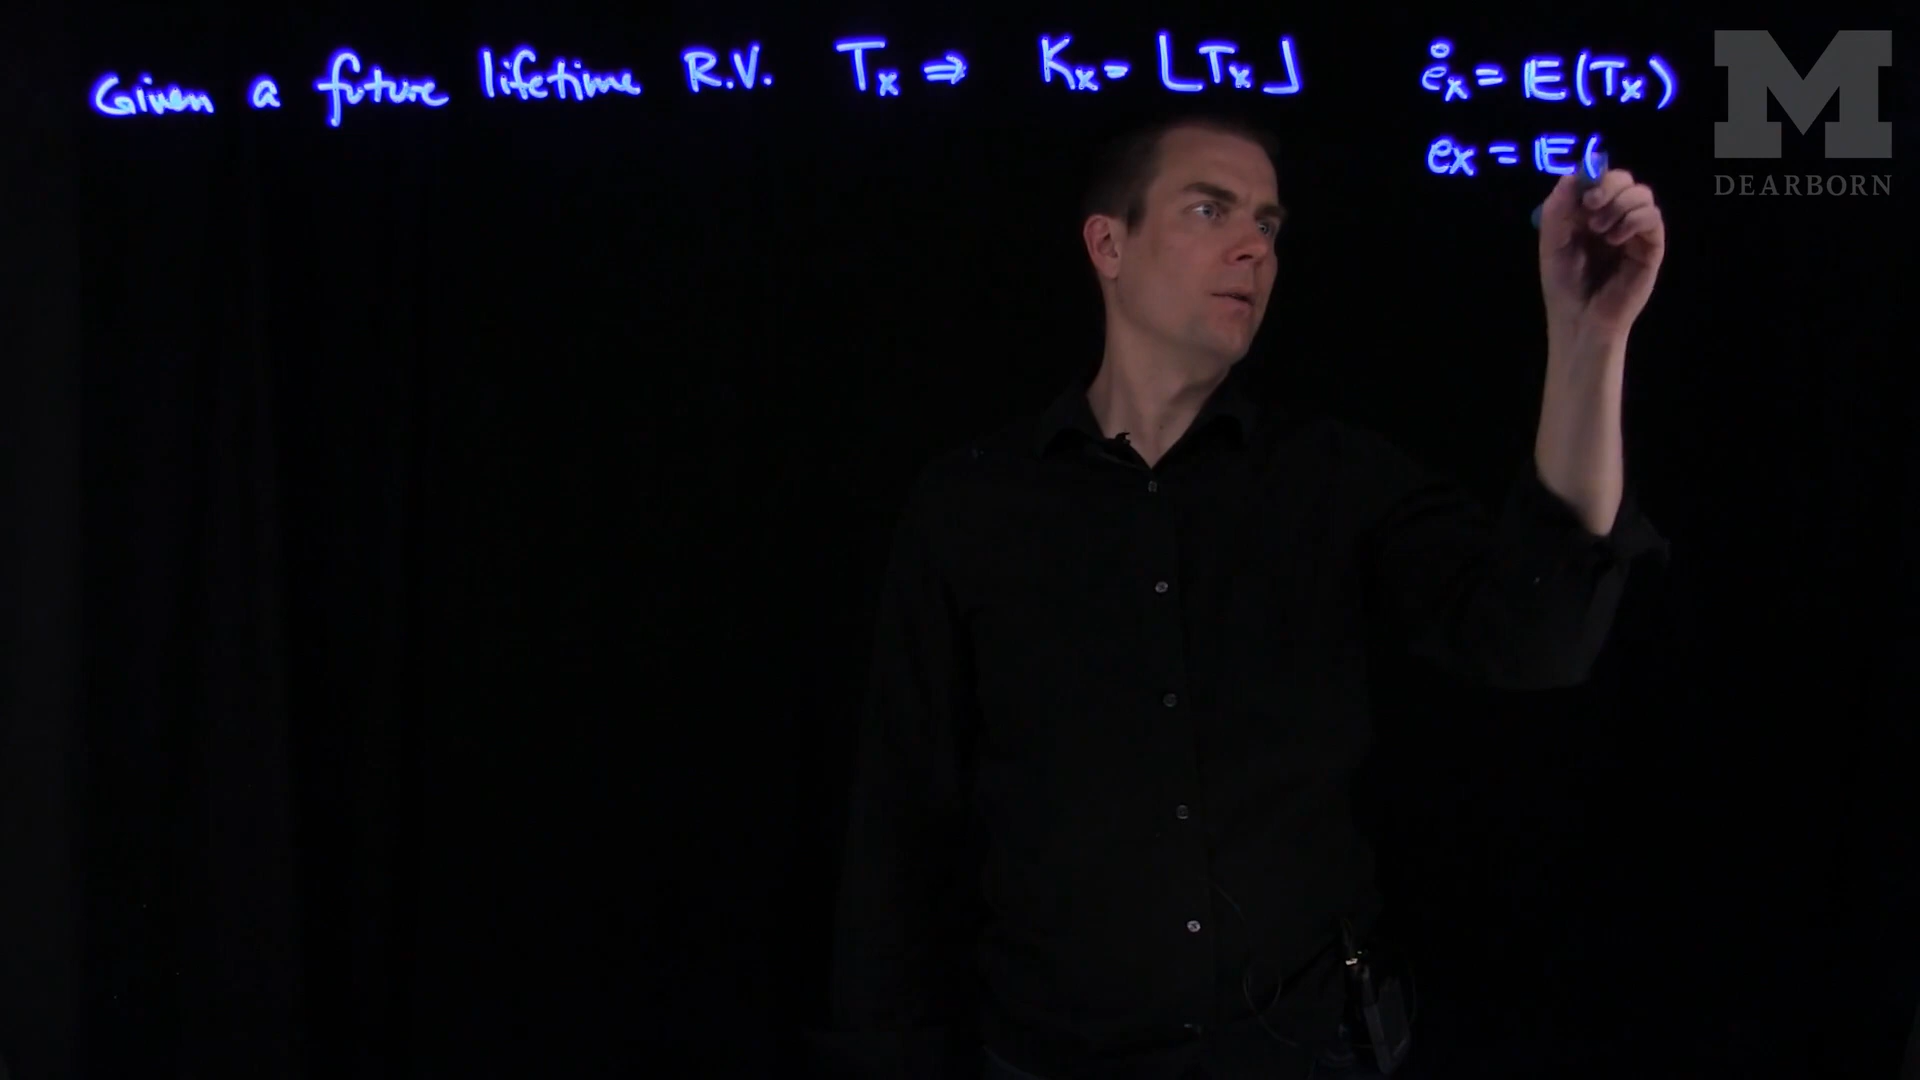 Given a future lifetime R.V. Tx ⇒ Kx = ⌊Tx⌋ e̊x = 𝔼(Tx)
ex = 𝔼(
M
DEARBORN